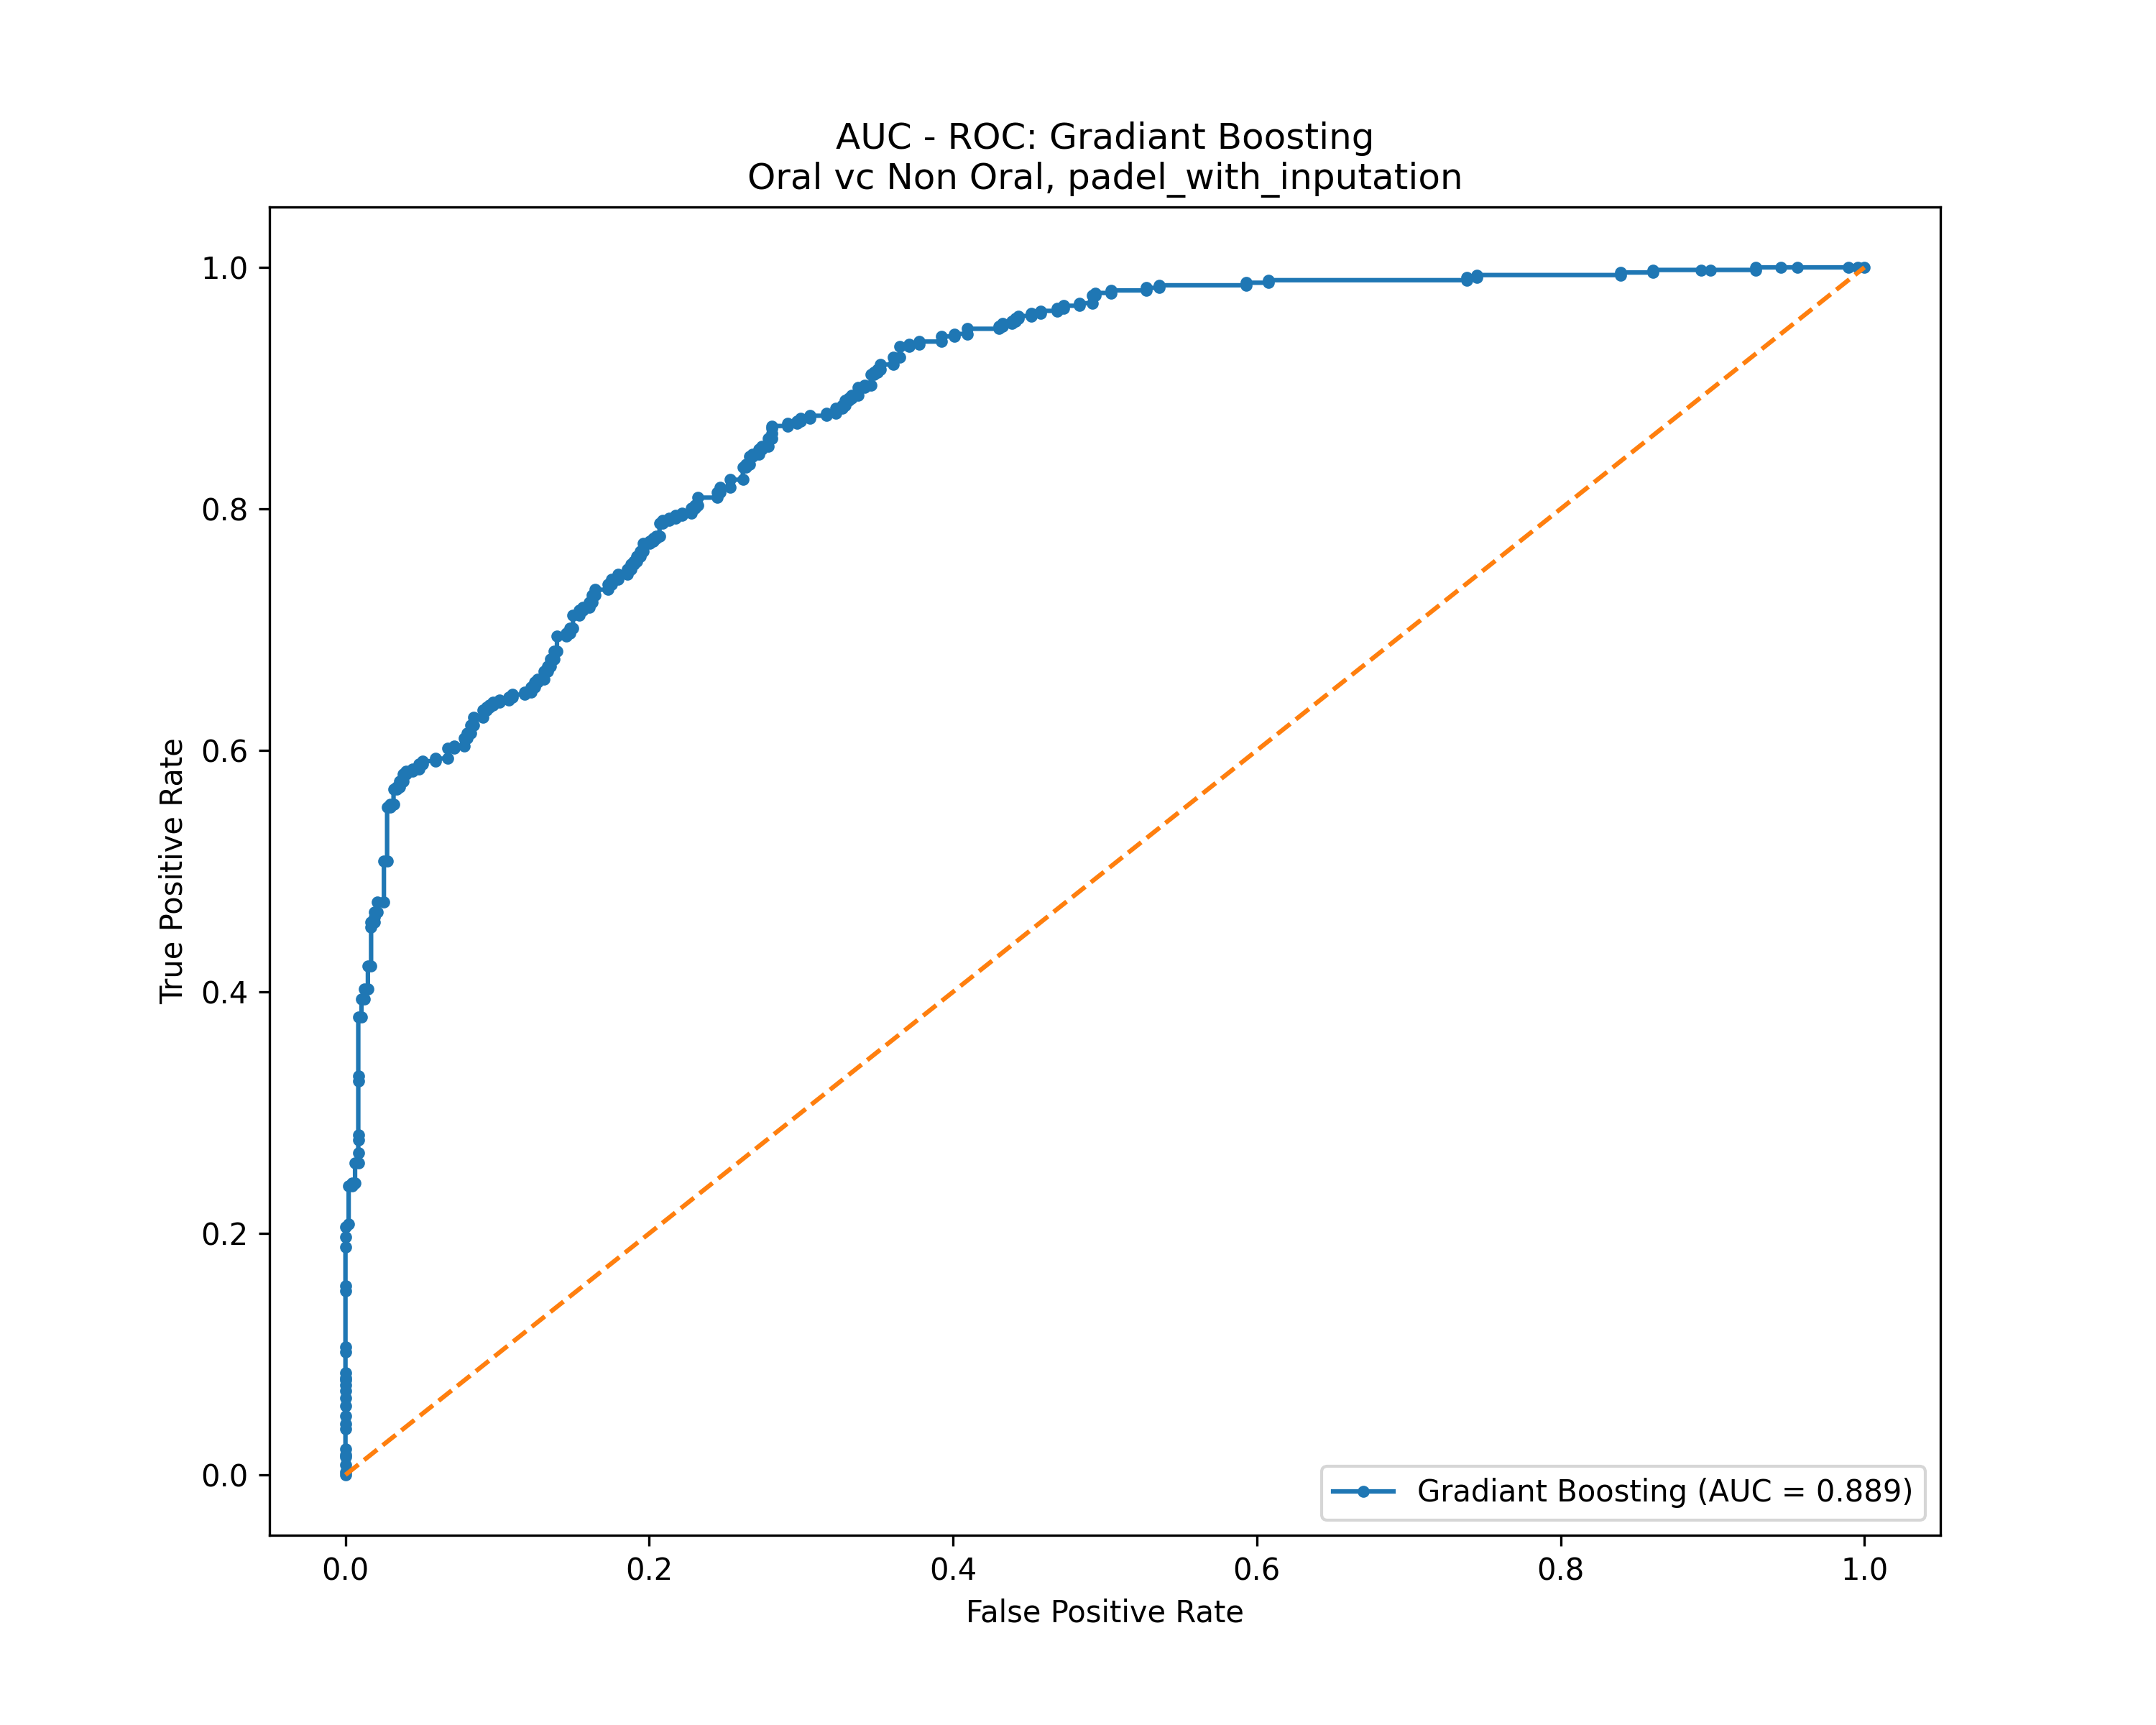 AUC - ROC: Gradiant Boosting
Oral vc Non Oral, padel_with_inputation
True Positive Rate
1.0
0.8
0.6
0.4
0.2
0.0
0.0 0.2 0.4 0.6 0.8 1.0
False Positive Rate
Gradiant Boosting (AUC = 0.889)